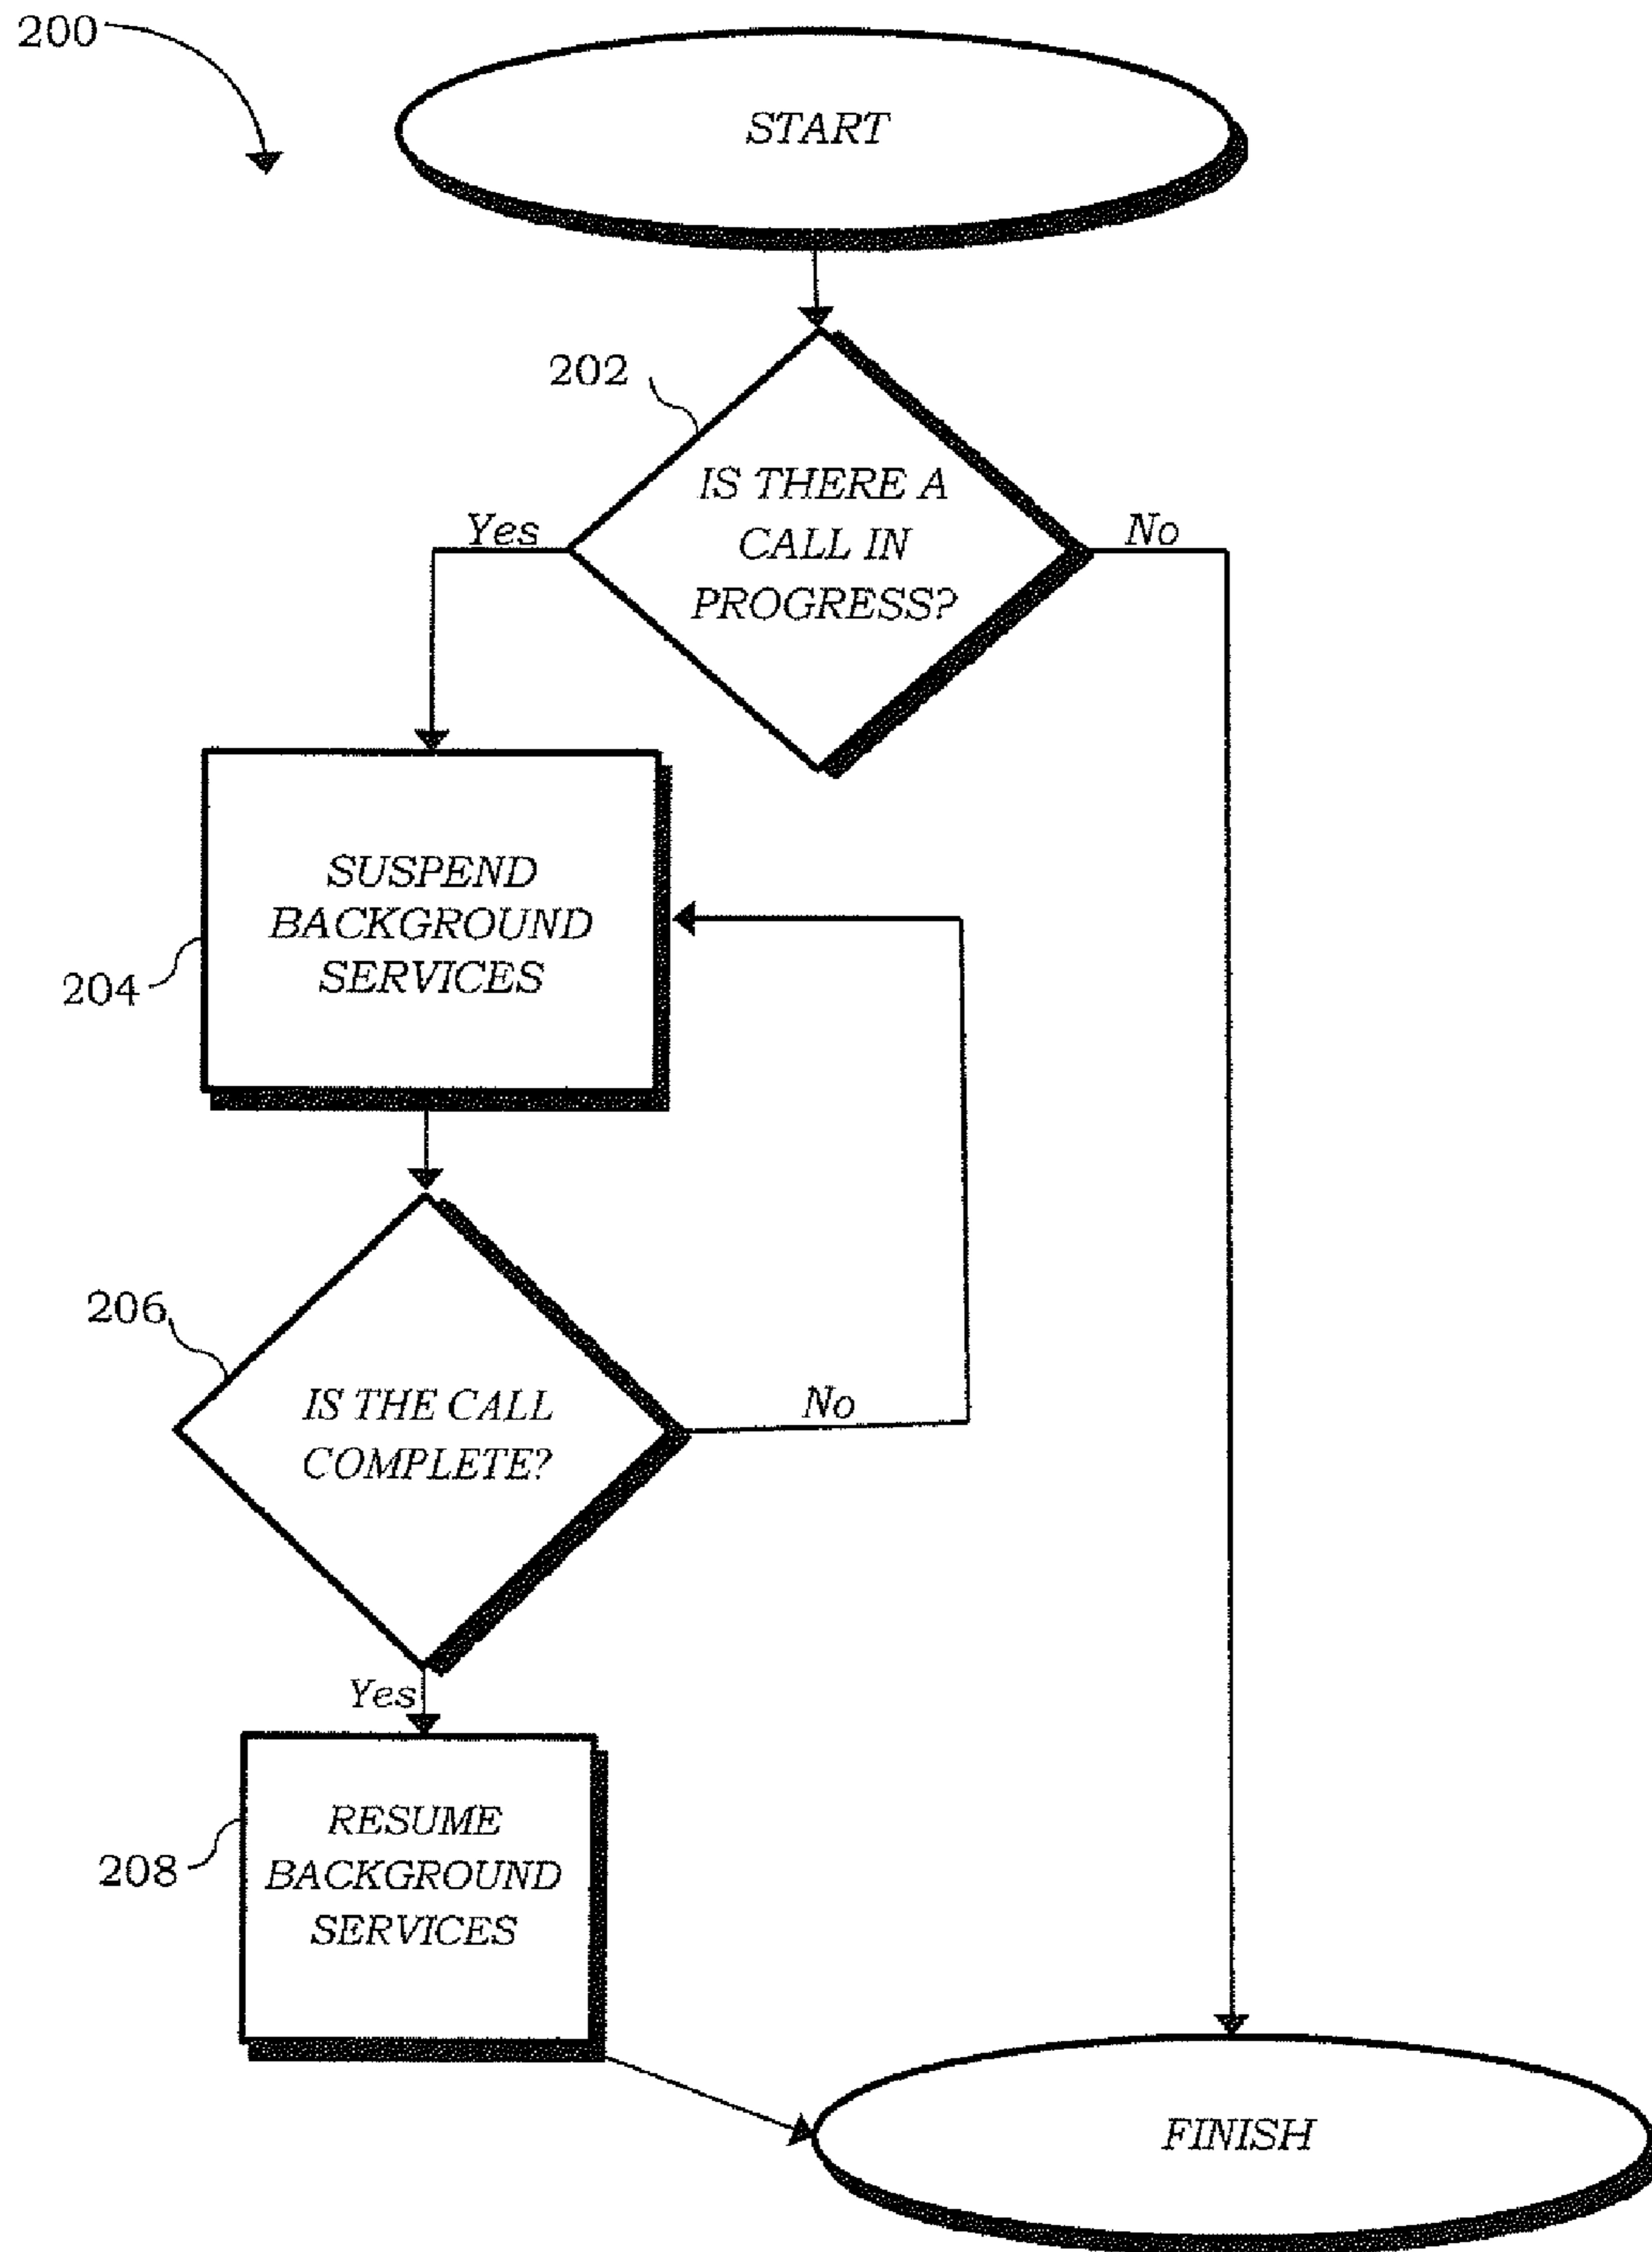 200
START
202
IS THERE A
CALL IN
PROGRESS?
Yes
No
SUSPEND
BACKGROUND
SERVICES
204
206
IS THE CALL
COMPLETE?
No
Yes
RESUME
BACKGROUND
SERVICES
208
FINISH